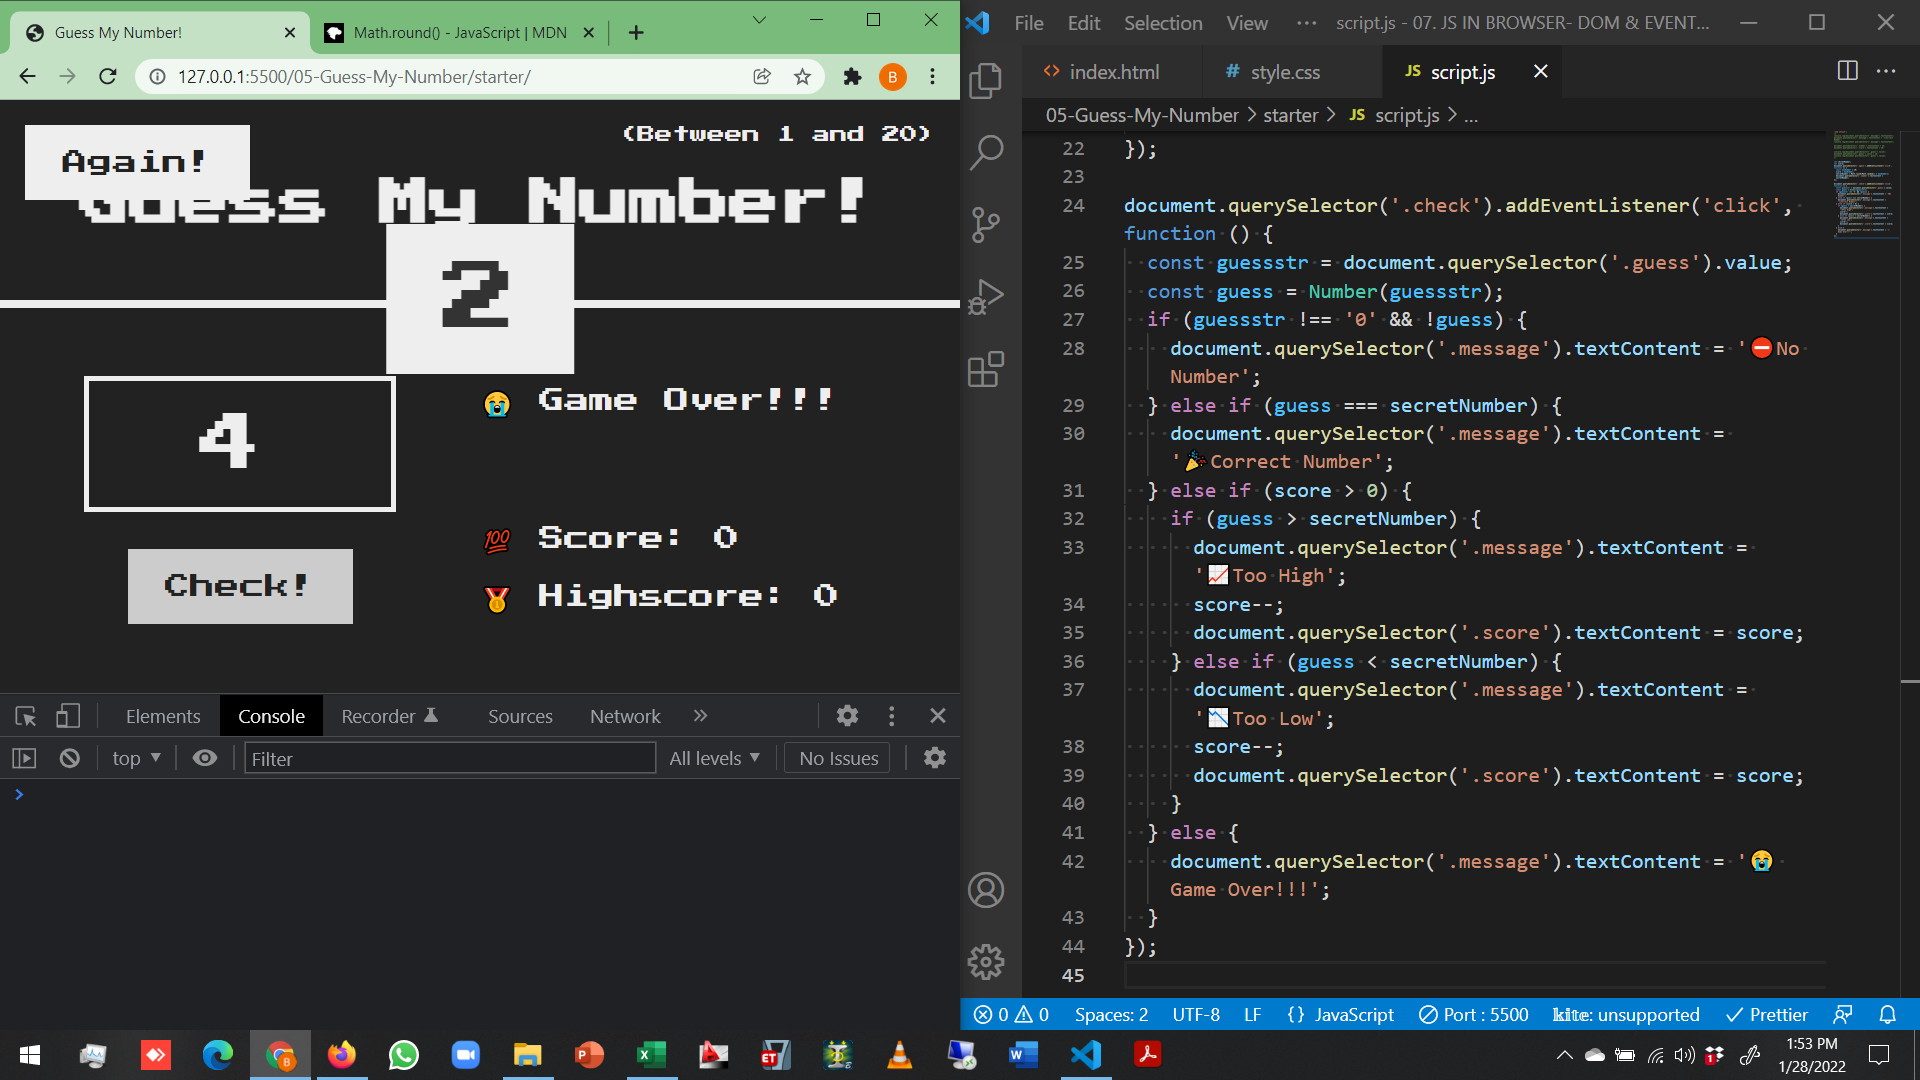 Guess My Number!
Math.round() - JavaScript | MDN
127.0.0.1:5500/05-Guess-My-Number/starter/
B
Again!
(Between 1 and 20)
Guess My Number!
2
4
😭 Game Over!!!
💯 Score: 0
Check!
🥇 Highscore: 0
Elements Console Recorder Sources Network
top Filter All levels No Issues
File Edit Selection View ··· script.js - 07. JS IN BROWSER- DOM & EVENT...
index.html # style.css JS script.js
05-Guess-My-Number > starter > JS script.js > ...
22 });
23
24 document.querySelector('.check').addEventListener('click',
function () {
25 const guessstr = document.querySelector('.guess').value;
26 const guess = Number(guessstr);
27 if (guessstr !== '0' && !guess) {
28 document.querySelector('.message').textContent = '⛔No
Number';
29 } else if (guess === secretNumber) {
30 document.querySelector('.message').textContent =
'🎉Correct Number';
31 } else if (score > 0) {
32 if (guess > secretNumber) {
33 document.querySelector('.message').textContent =
'📈Too High';
34 score--;
35 document.querySelector('.score').textContent = score;
36 } else if (guess < secretNumber) {
37 document.querySelector('.message').textContent =
'📉Too Low';
38 score--;
39 document.querySelector('.score').textContent = score;
40 }
41 } else {
42 document.querySelector('.message').textContent = '😭
Game Over!!!';
43 }
44 });
45
0 0 Spaces: 2 UTF-8 LF {} JavaScript Port : 5500 kite: unsupported Prettier
1:53 PM
1/28/2022